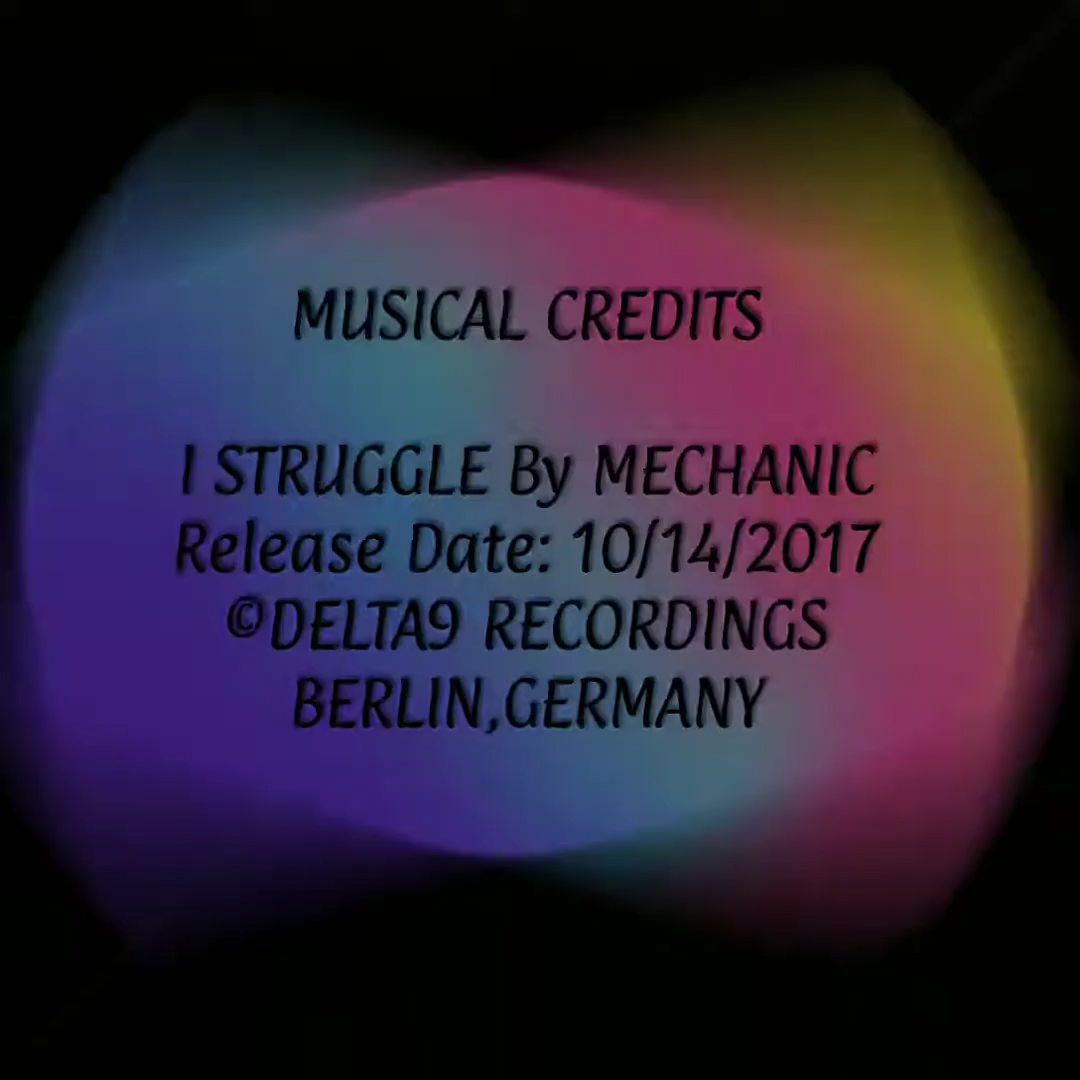 MUSICAL CREDITS
I STRUGGLE By MECHANIC
Release Date: 10/14/2017
©DELTA9 RECORDINGS
BERLIN,GERMANY